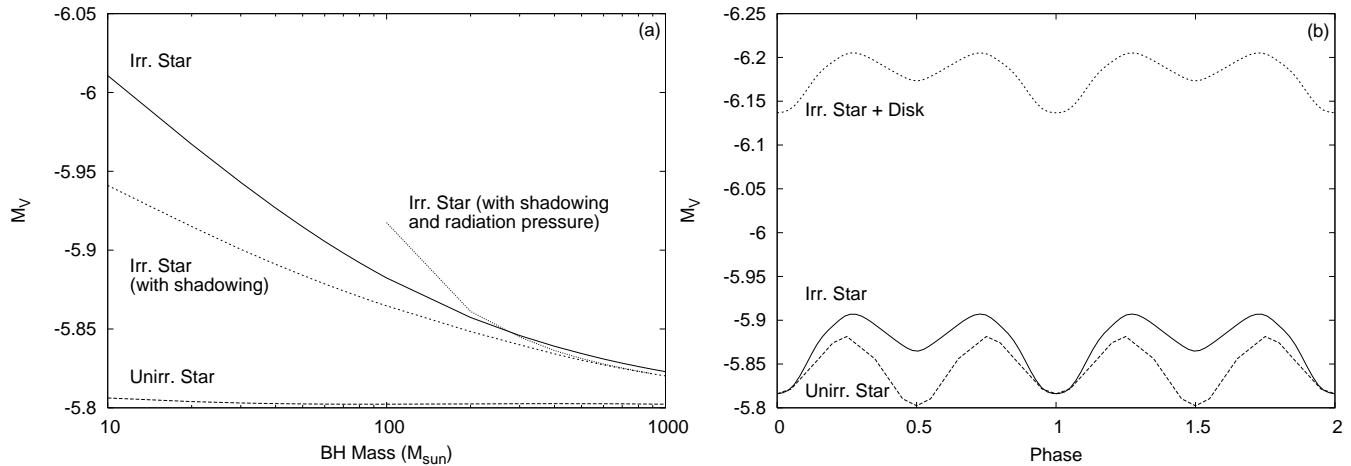 (a)
-6.05
-6
-5.95
-5.9
-5.85
-5.8
M_V
Irr. Star
Irr. Star (with shadowing
and radiation pressure)
Irr. Star
(with shadowing)
Unirr. Star
10 100 1000
BH Mass (M_sun)
(b)
-6.25
-6.2
-6.15
-6.1
-6.05
-6
-5.95
-5.9
-5.85
-5.8
M_V
Irr. Star + Disk
Irr. Star
Unirr. Star
0 0.5 1 1.5 2
Phase